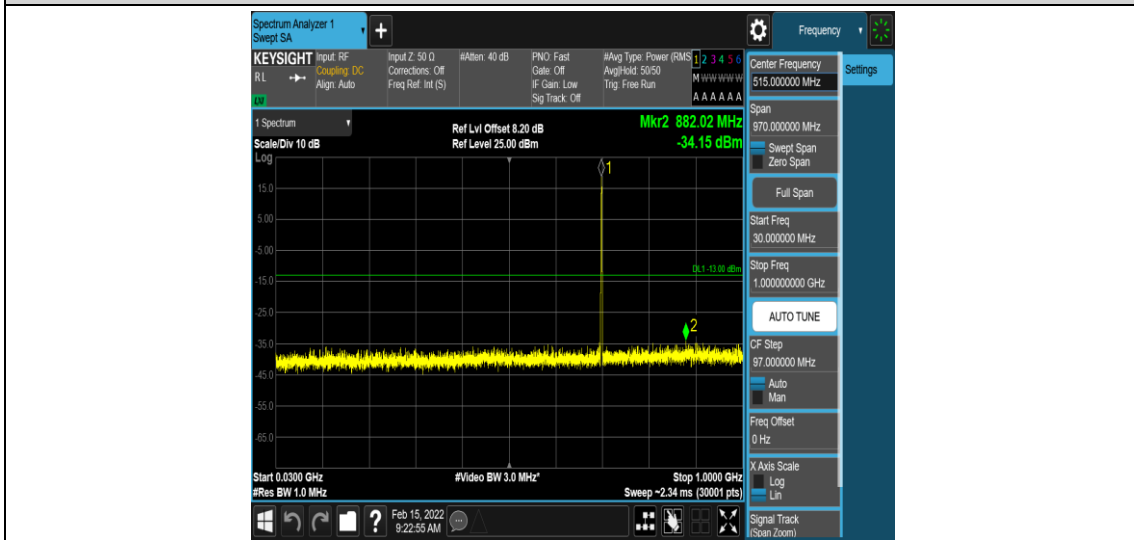 Spectrum Analyzer 1
Swept SA
+
Frequency
KEYSIGHT
Input: RF
Coupling: DC
Align: Auto
RL
LXI
Input Z: 50 Ω
Corrections: Off
Freq Ref: Int (S)
#Atten: 40 dB
PNO: Fast
Gate: Off
IF Gain: Low
Sig Track: Off
#Avg Type: Power (RMS
Avg|Hold: 50/50
Trig: Free Run
1 2 3 4 5 6
M W W W W W
A A A A A A
1 Spectrum
Scale/Div 10 dB
Ref Lvl Offset 8.20 dB
Ref Level 25.00 dBm
Mkr2 882.02 MHz
-34.15 dBm
Log
1
15.0
5.00
-5.00
DL1 -13.00 dBm
-15.0
-25.0
2
-35.0
-45.0
-55.0
-65.0
Start 0.0300 GHz
#Video BW 3.0 MHz*
Stop 1.0000 GHz
#Res BW 1.0 MHz
Sweep ~2.34 ms (30001 pts)
Center Frequency
515.000000 MHz
Settings
Span
970.000000 MHz
Swept Span
Zero Span
Full Span
Start Freq
30.000000 MHz
Stop Freq
1.000000000 GHz
AUTO TUNE
CF Step
97.000000 MHz
Auto
Man
Freq Offset
0 Hz
X Axis Scale
Log
Lin
Signal Track
(Span Zoom)
?
Feb 15, 2022
9:22:55 AM